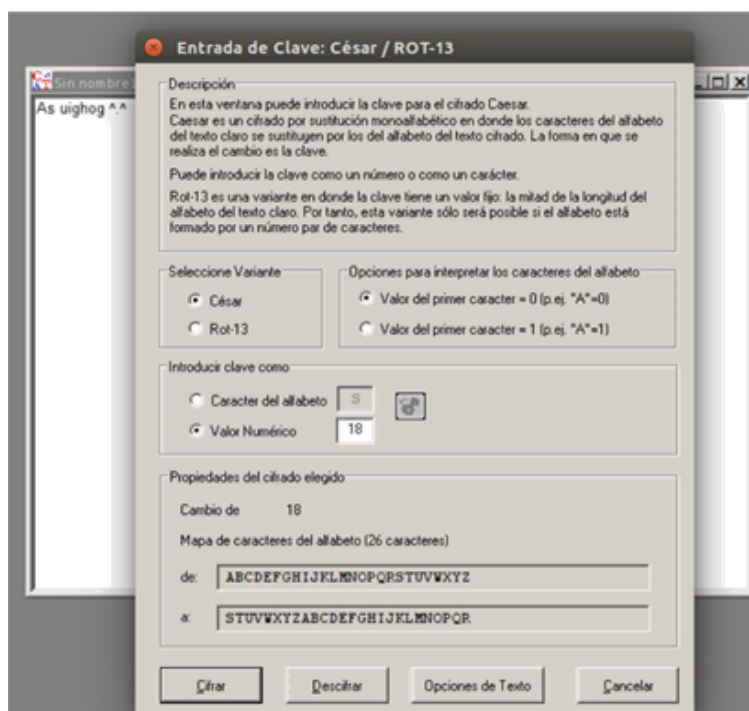 Entrada de Clave: César / ROT-13
Sin nombre
As uighog ^.^
Descripción
En esta ventana puede introducir la clave para el cifrado Caesar.
Caesar es un cifrado por sustitución monoalfabético en donde los caracteres del alfabeto
del texto claro se sustituyen por los del alfabeto del texto cifrado. La forma en que se
realiza el cambio es la clave.
Puede introducir la clave como un número o como un carácter.
Rot-13 es una variante en donde la clave tiene un valor fijo: la mitad de la longitud del
alfabeto del texto claro. Por tanto, esta variante sólo será posible si el alfabeto está
formado por un número par de caracteres.
Seleccione Variante
César
Rot-13
Opciones para interpretar los caracteres del alfabeto
Valor del primer caracter = 0 (p.ej. "A"=0)
Valor del primer caracter = 1 (p.ej. "A"=1)
Introducir clave como
Caracter del alfabeto S
Valor Numérico 18
Propiedades del cifrado elegido
Cambio de 18
Mapa de caracteres del alfabeto (26 caracteres)
de: ABCDEFGHIJKLMNOPQRSTUVWXYZ
a: STUVWXYZABCDEFGHIJKLMNOPQR
Cifrar Descifrar Opciones de Texto Cancelar